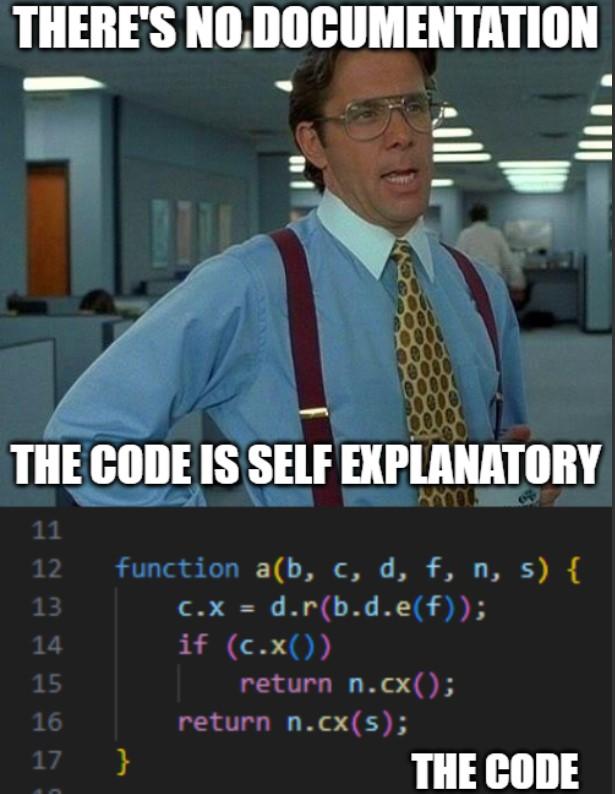 THERE'S NO DOCUMENTATION
THE CODE IS SELF EXPLANATORY
11
12 function a(b, c, d, f, n, s) {
13 c.x = d.r(b.d.e(f));
14 if (c.x())
15 return n.cx();
16 return n.cx(s);
17 }
THE CODE